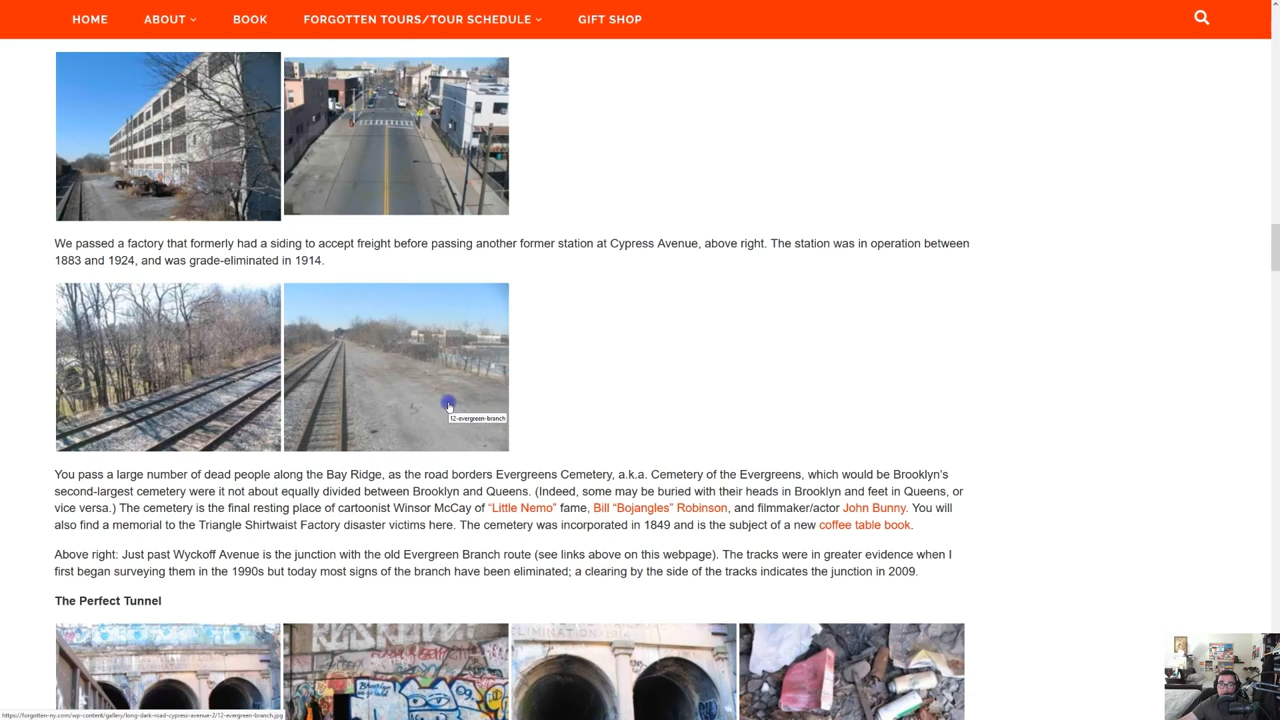 HOME ABOUT BOOK FORGOTTEN TOURS/TOUR SCHEDULE GIFT SHOP
We passed a factory that formerly had a siding to accept freight before passing another former station at Cypress Avenue, above right. The station was in operation between
1883 and 1924, and was grade-eliminated in 1914.
12-evergreen-branch
You pass a large number of dead people along the Bay Ridge, as the road borders Evergreens Cemetery, a.k.a. Cemetery of the Evergreens, which would be Brooklyn's
second-largest cemetery were it not about equally divided between Brooklyn and Queens. (Indeed, some may be buried with their heads in Brooklyn and feet in Queens, or
vice versa.) The cemetery is the final resting place of cartoonist Winsor McCay of “Little Nemo” fame, Bill “Bojangles” Robinson, and filmmaker/actor John Bunny. You will
also find a memorial to the Triangle Shirtwaist Factory disaster victims here. The cemetery was incorporated in 1849 and is the subject of a new coffee table book.
Above right: Just past Wyckoff Avenue is the junction with the old Evergreen Branch route (see links above on this webpage). The tracks were in greater evidence when I
first began surveying them in the 1990s but today most signs of the branch have been eliminated; a clearing by the side of the tracks indicates the junction in 2009.
The Perfect Tunnel
ELIMINATION 1914
https://forgotten-ny.com/wp-content/gallery/long-dark-road-cypress-avenue-2/12-evergreen-branch.jpg